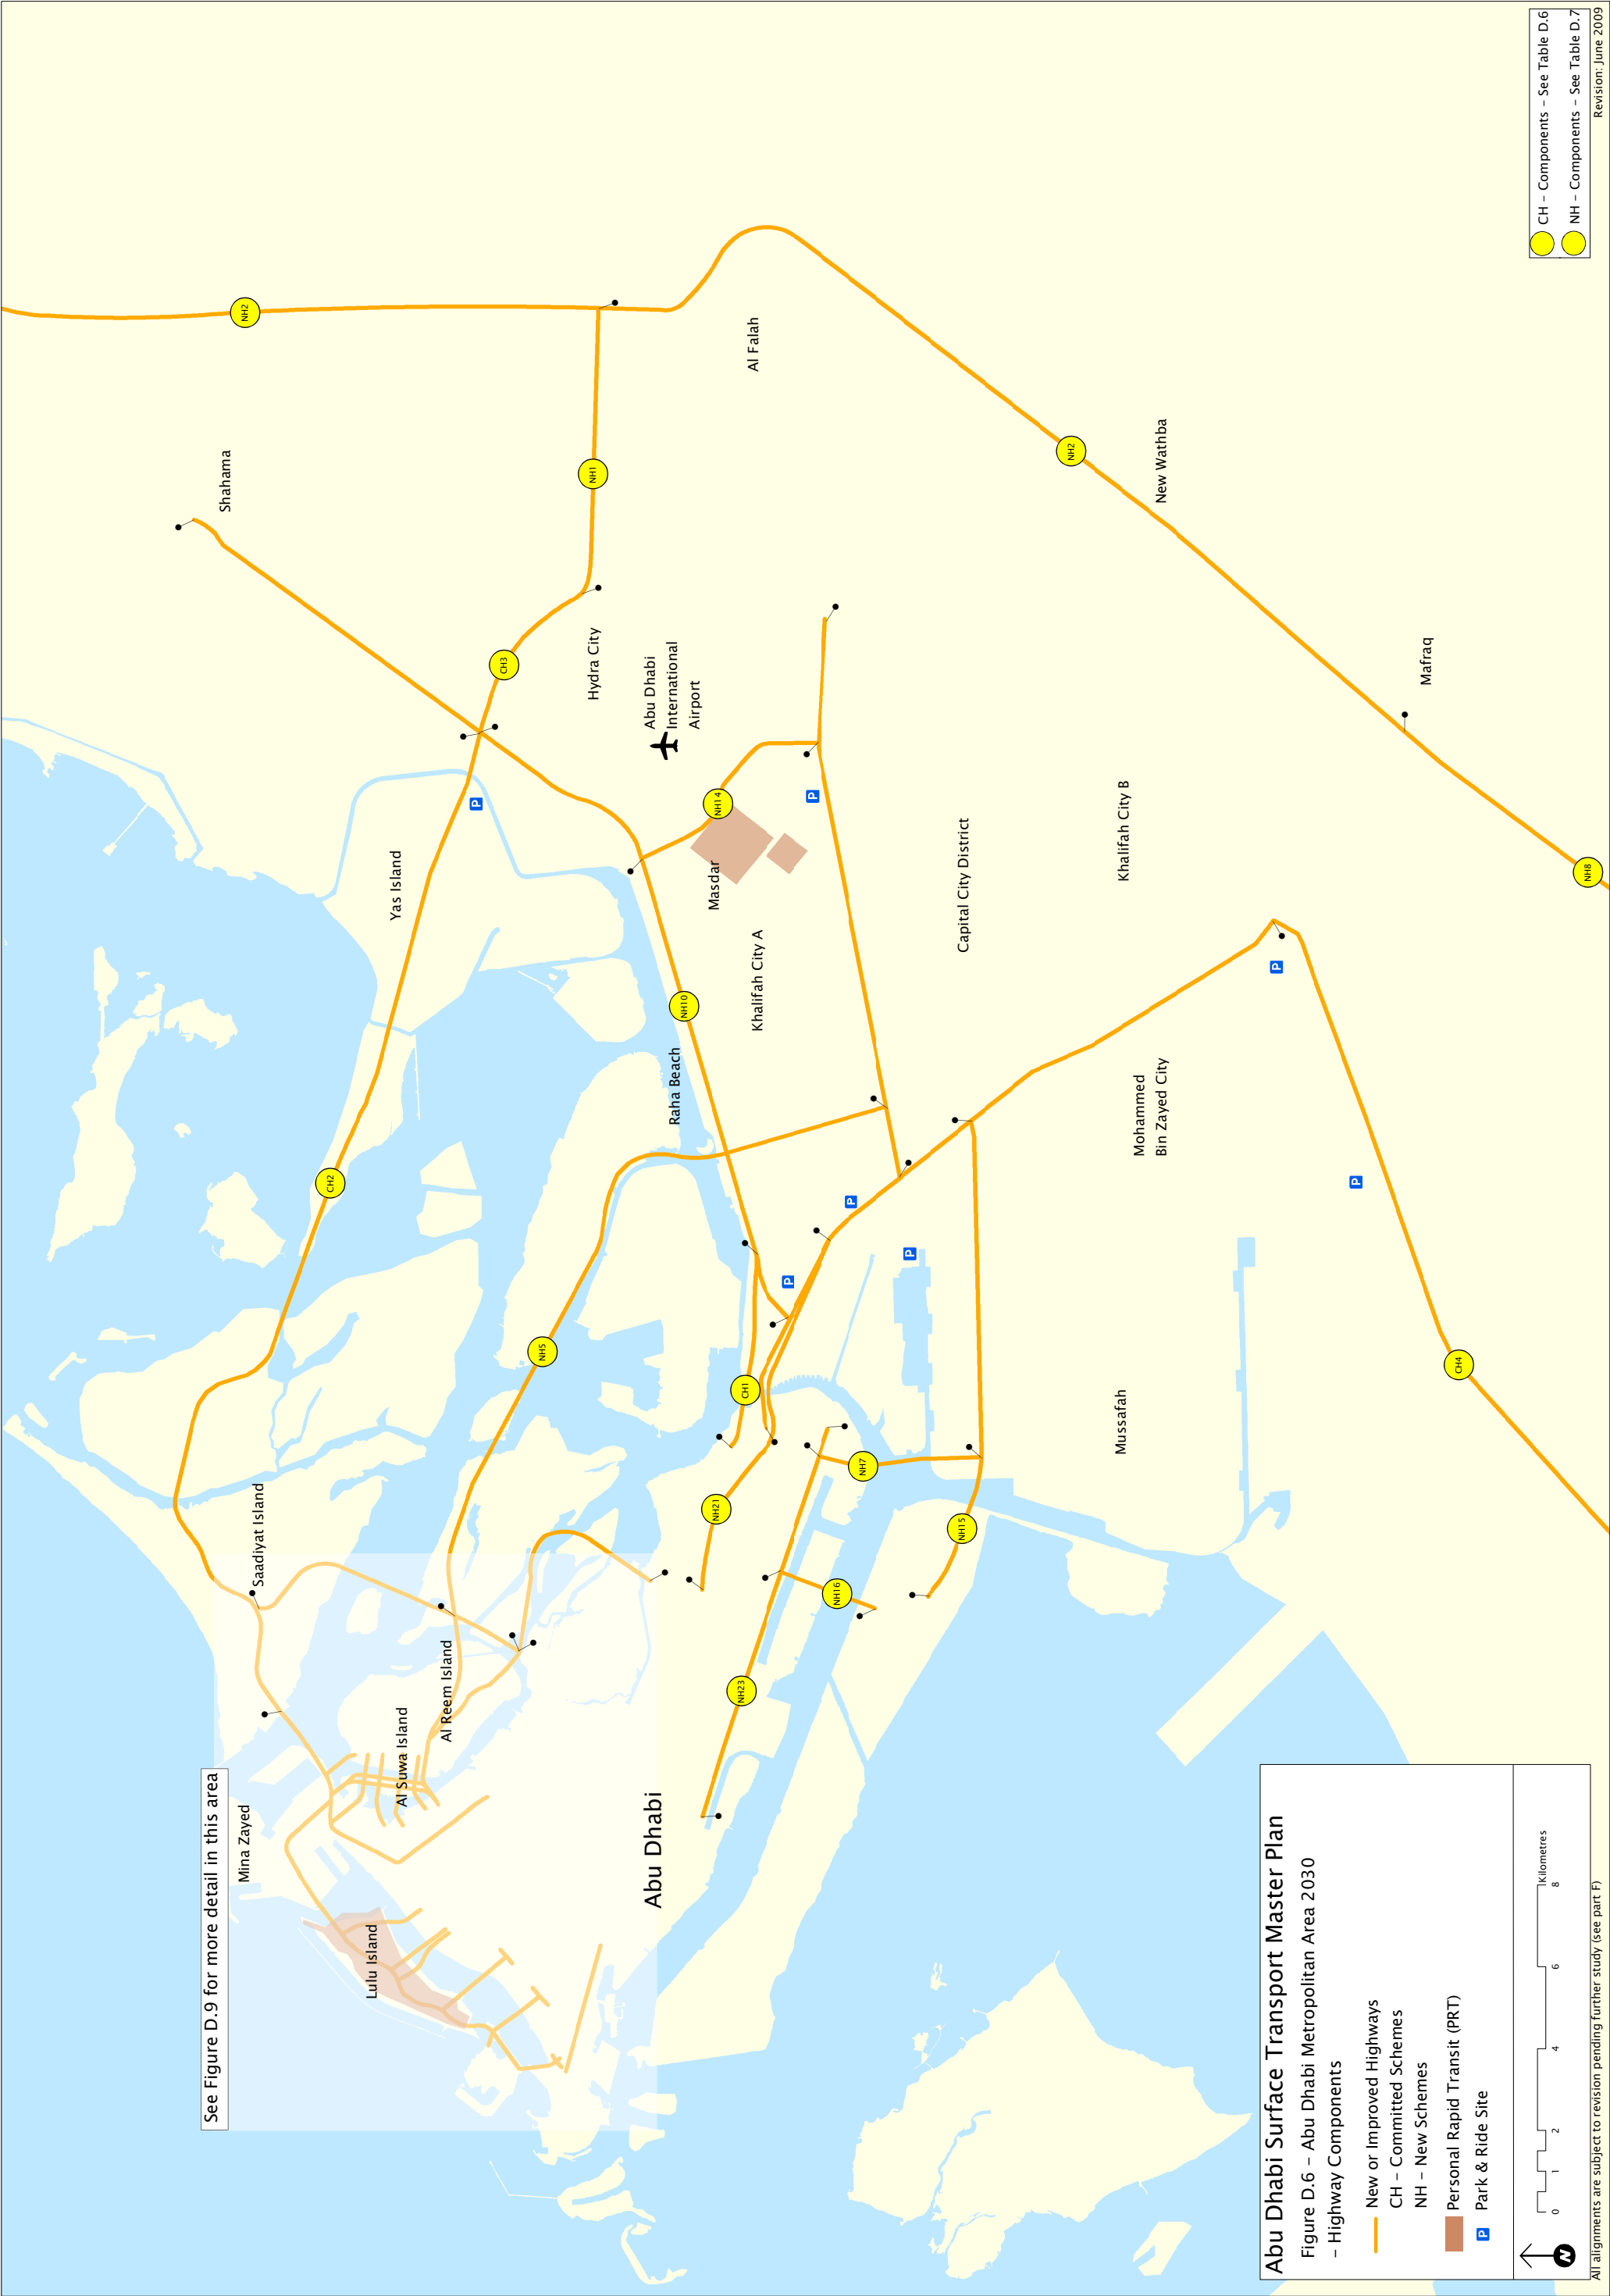 See Figure D.9 for more detail in this area
Mina Zayed
Lulu Island
Saadiyat Island
Al Suwa Island
Al Reem Island
Abu Dhabi
Yas Island
Shahama
Hydra City
Abu Dhabi
International
Airport
Raha Beach
Masdar
Khalifah City A
Al Falah
Capital City District
Khalifah City B
New Wathba
Mohammed
Bin Zayed City
Mussafah
Mafraq
CH2
NH5
CH1
NH21
NH23
NH16
NH7
NH15
NH10
NH14
CH3
NH1
NH2
NH2
CH4
NH8
P
P
P
P
P
P
P
Abu Dhabi Surface Transport Master Plan
Figure D.6 – Abu Dhabi Metropolitan Area 2030
– Highway Components
New or Improved Highways
CH – Committed Schemes
NH – New Schemes
Personal Rapid Transit (PRT)
P Park & Ride Site
N
0 1 2 4 6 8
Kilometres
All alignments are subject to revision pending further study (see part F)
CH – Components – See Table D.6
NH – Components – See Table D.7
Revision: June 2009